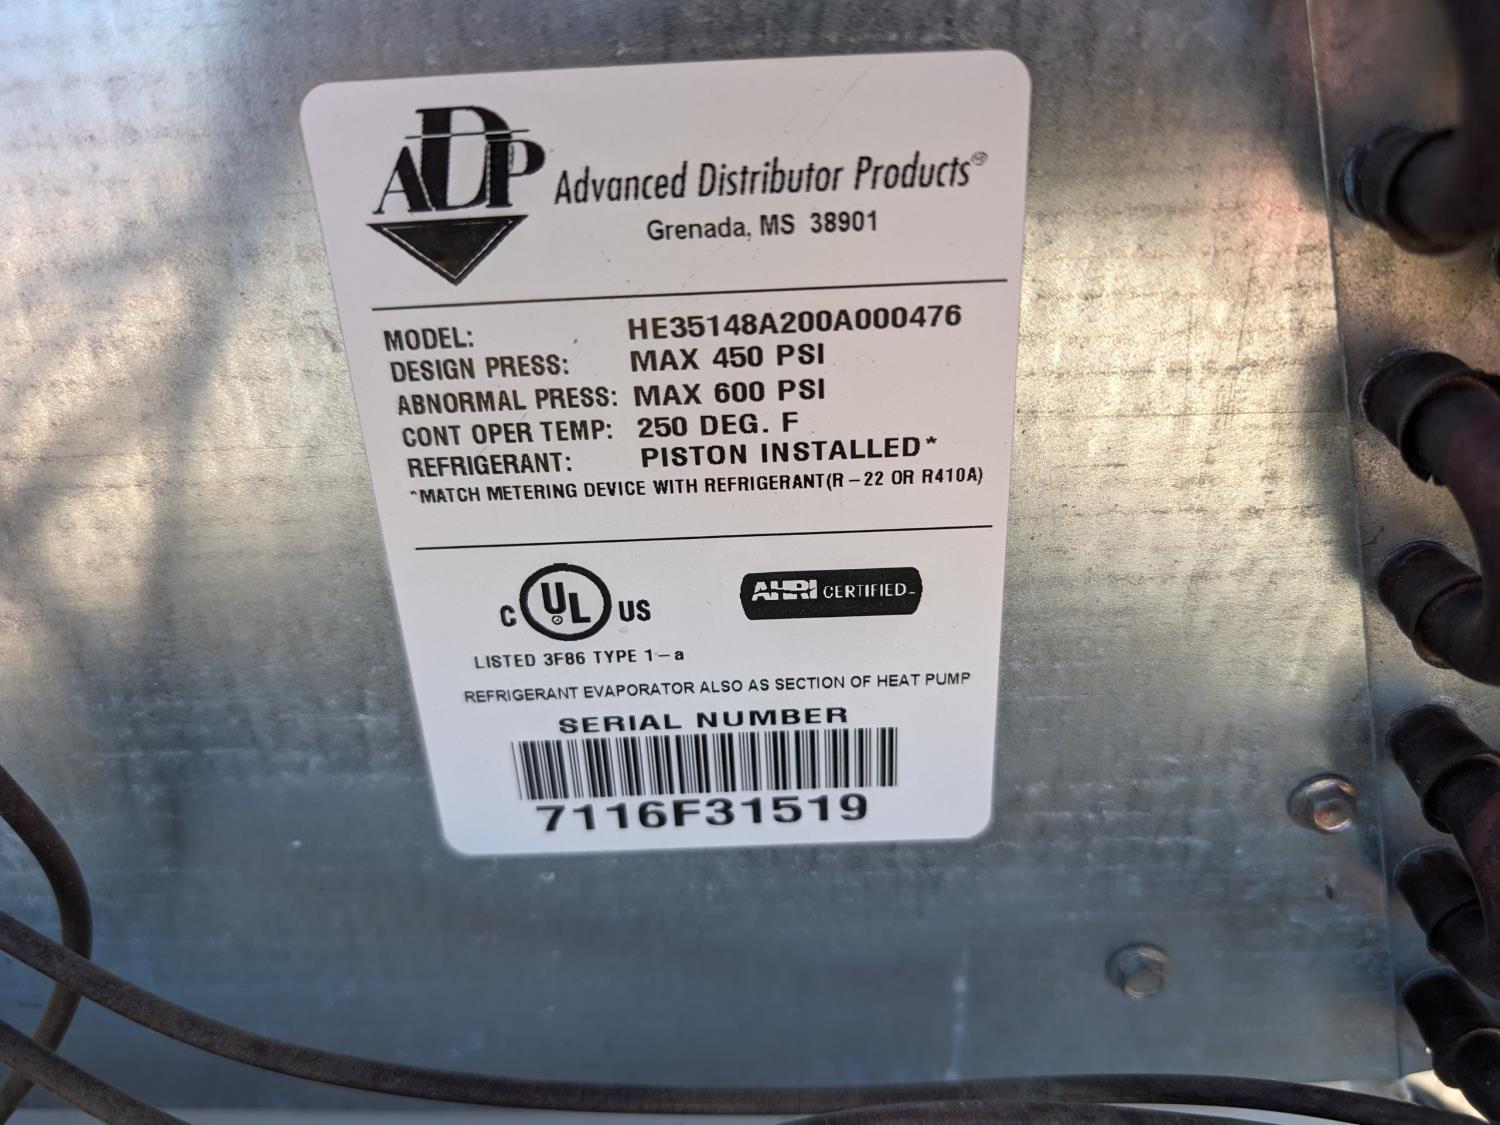 ADP
Advanced Distributor Products®
Grenada, MS 38901
MODEL: HE35148A200A000476
DESIGN PRESS: MAX 450 PSI
ABNORMAL PRESS: MAX 600 PSI
CONT OPER TEMP: 250 DEG. F
REFRIGERANT: PISTON INSTALLED*
*MATCH METERING DEVICE WITH REFRIGERANT(R-22 OR R410A)
C UL US
AHRI CERTIFIED™
LISTED 3F86 TYPE 1-a
REFRIGERANT EVAPORATOR ALSO AS SECTION OF HEAT PUMP
SERIAL NUMBER
7116F31519